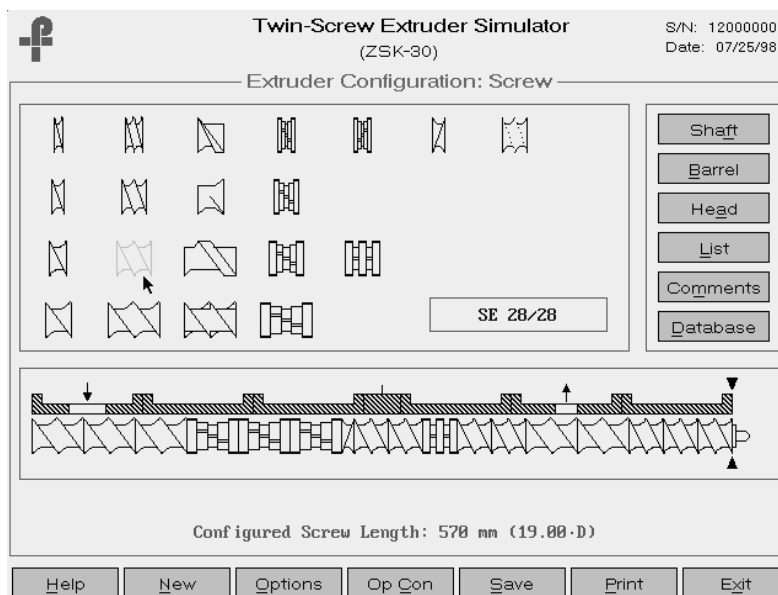 Twin-Screw Extruder Simulator
(ZSK-30)
S/N: 12000000
Date: 07/25/98
Extruder Configuration: Screw
Shaft
Barrel
Head
List
Comments
Database
SE 28/28
Configured Screw Length: 570 mm (19.00·D)
Help New Options Op Con Save Print Exit